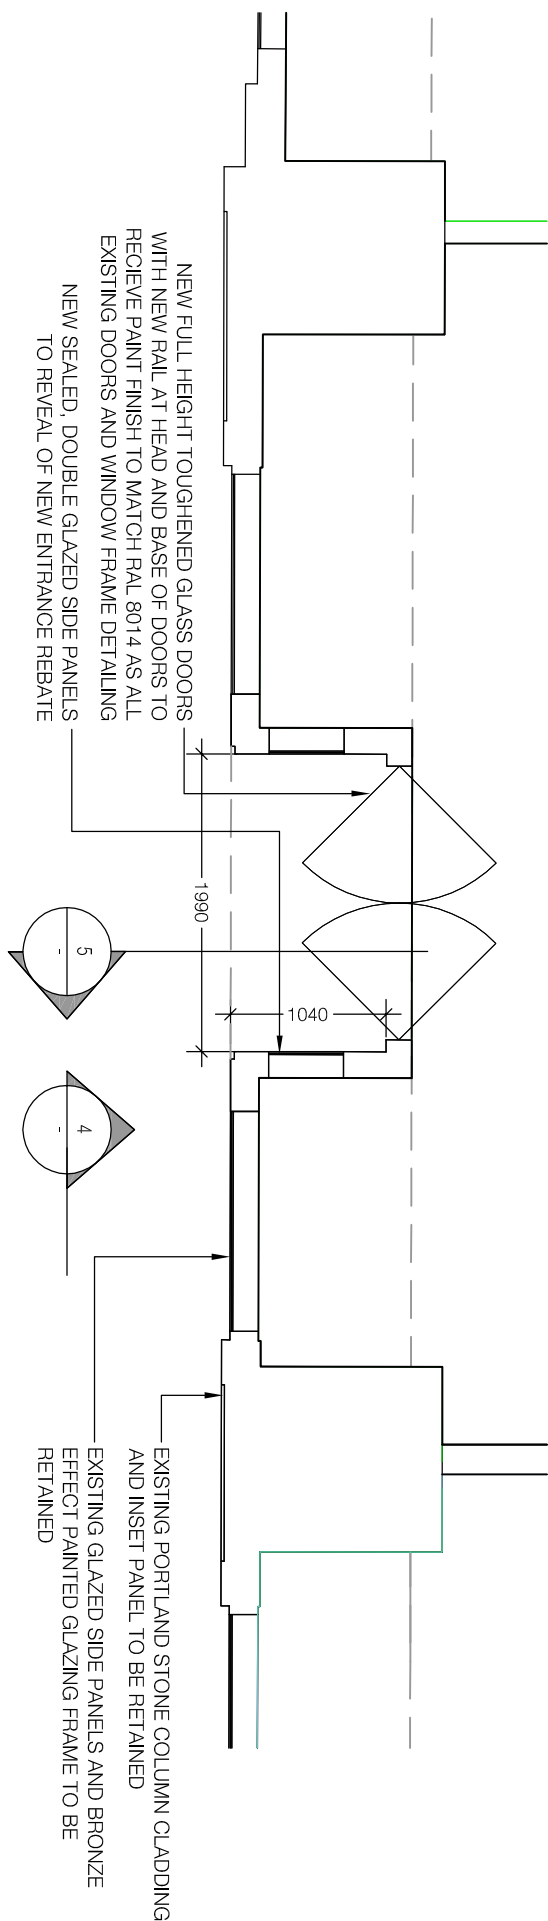 NEW FULL HEIGHT TOUGHENED GLASS DOORS
WITH NEW RAIL AT HEAD AND BASE OF DOORS TO
RECIEVE PAINT FINISH TO MATCH RAL 8014 AS ALL
EXISTING DOORS AND WINDOW FRAME DETAILING
NEW SEALED, DOUBLE GLAZED SIDE PANELS
TO REVEAL OF NEW ENTRANCE REBATE
1990
1040
5
-
4
-
EXISTING PORTLAND STONE COLUMN CLADDING
AND INSET PANEL TO BE RETAINED
EXISTING GLAZED SIDE PANELS AND BRONZE
EFFECT PAINTED GLAZING FRAME TO BE
RETAINED